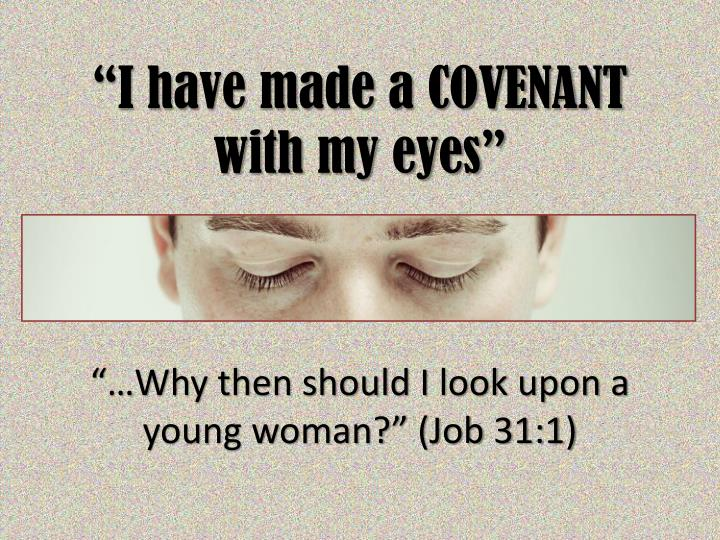 “I have made a COVENANT
with my eyes”
“…Why then should I look upon a
young woman?” (Job 31:1)